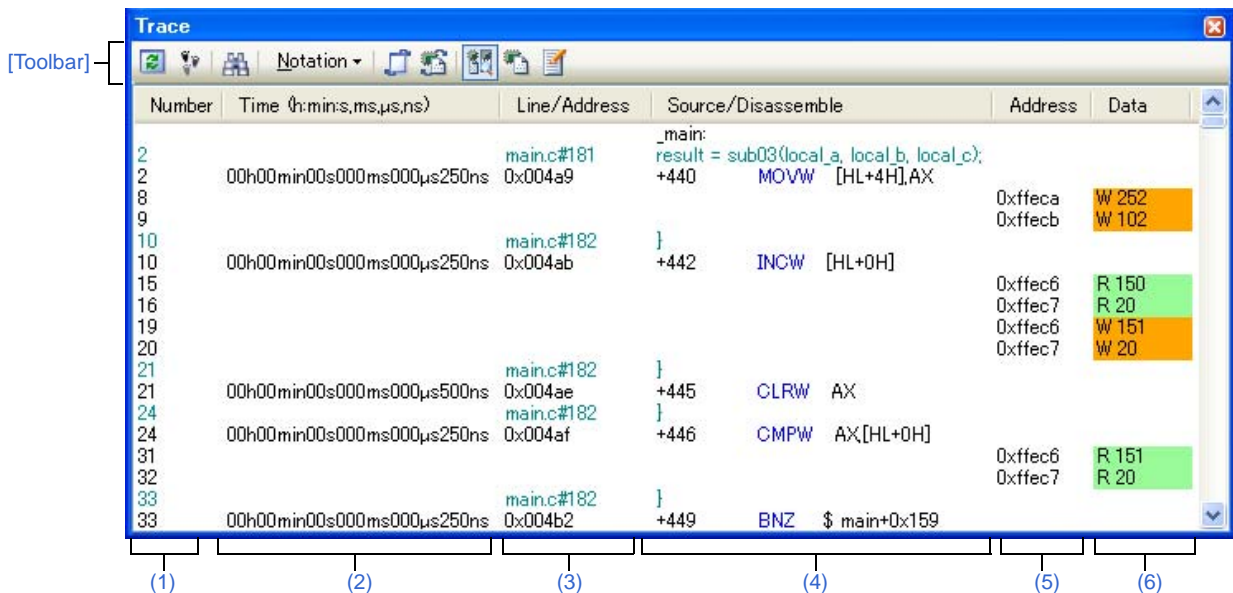 Trace
[Toolbar]
Notation
Number Time (h:min:s,ms,µs,ns) Line/Address Source/Disassemble Address Data
_main:
2 main.c#181 result = sub03(local_a, local_b, local_c);
2 00h00min00s000ms000µs250ns 0x004a9 +440 MOVW [HL+4H],AX
8 0xffeca W 252
9 0xffecb W 102
10 main.c#182 }
10 00h00min00s000ms000µs250ns 0x004ab +442 INCW [HL+0H]
15 0xffec6 R 150
16 0xffec7 R 20
19 0xffec6 W 151
20 0xffec7 W 20
21 main.c#182 }
21 00h00min00s000ms000µs500ns 0x004ae +445 CLRW AX
24 main.c#182 }
24 00h00min00s000ms000µs250ns 0x004af +446 CMPW AX,[HL+0H]
31 0xffec6 R 151
32 0xffec7 R 20
33 main.c#182 }
33 00h00min00s000ms000µs250ns 0x004b2 +449 BNZ $ main+0x159
(1) (2) (3) (4) (5) (6)